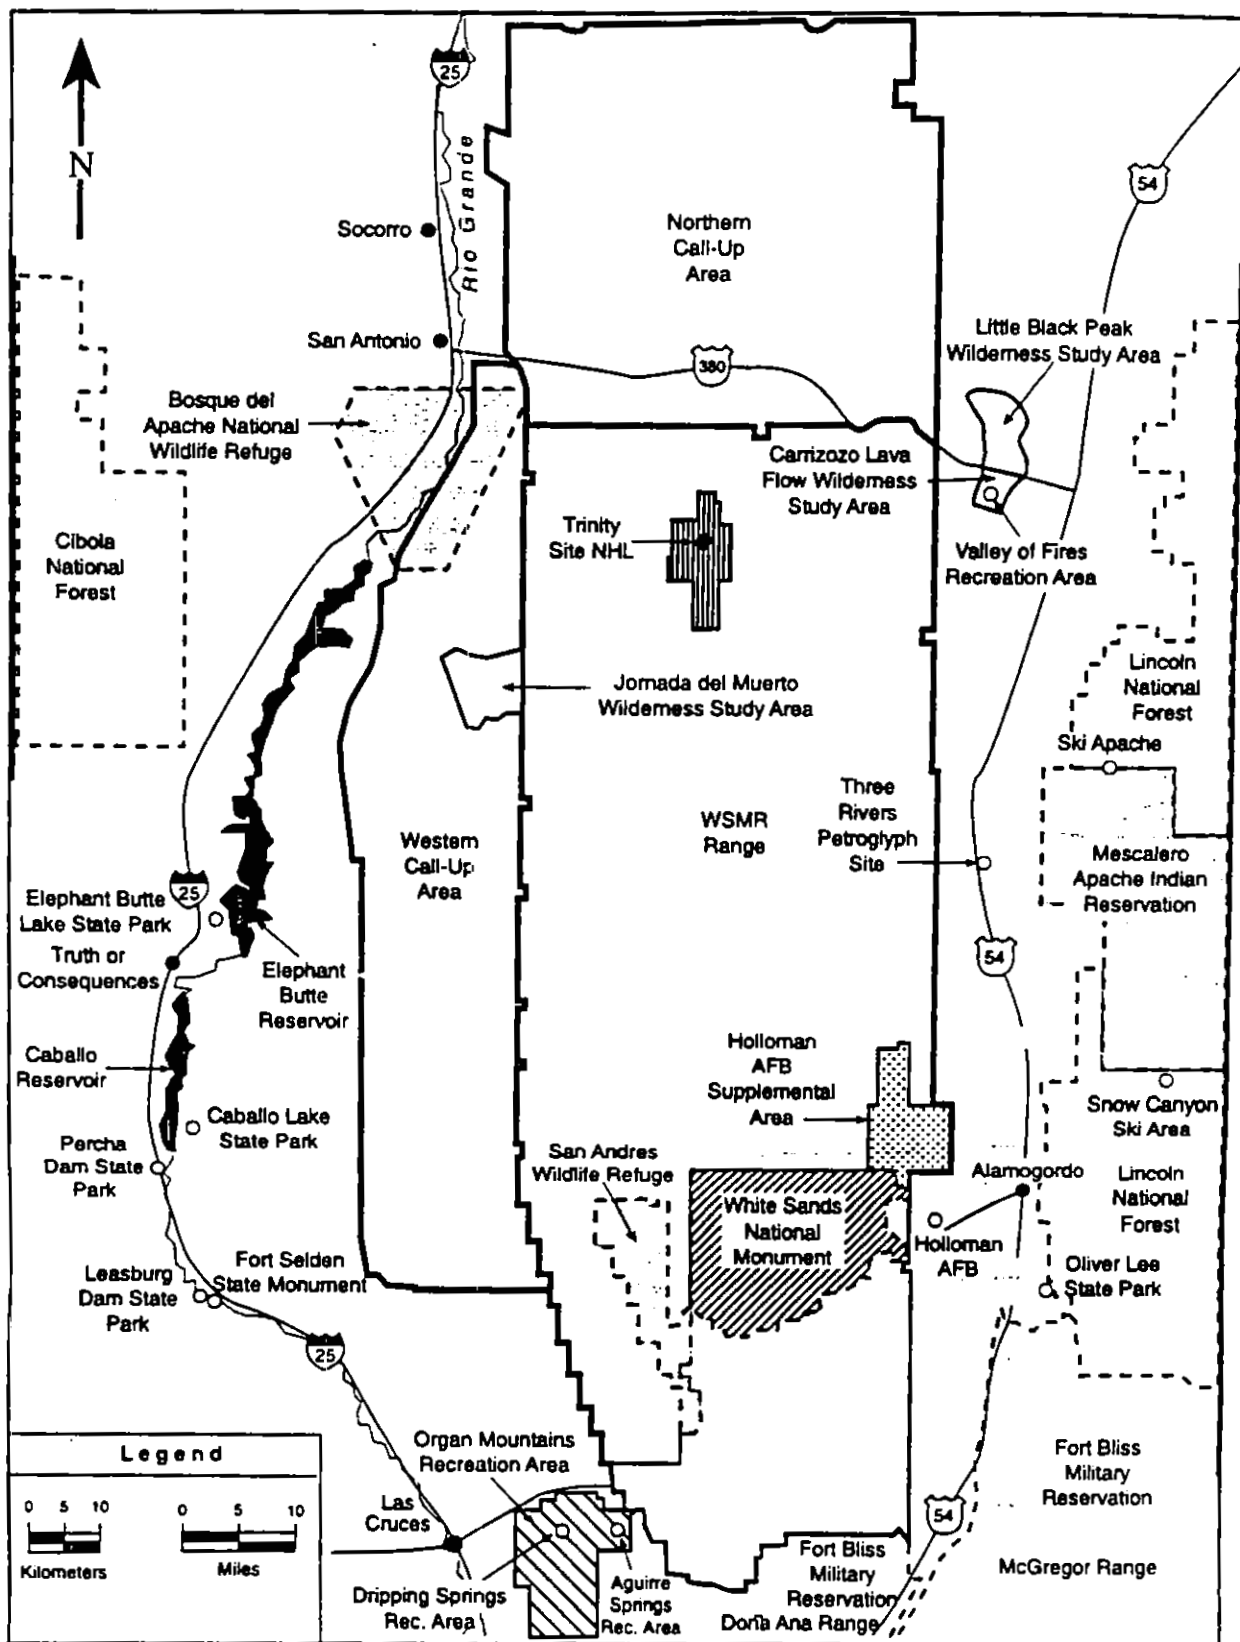 25
N
Rio Grande
54
Socorro
Northern
Call-Up
Area
San Antonio
380
Little Black Peak
Wilderness Study Area
Bosque del
Apache National
Wildlife Refuge
Carrizozo Lava
Flow Wilderness
Study Area
Trinity
Site NHL
Cibola
National
Forest
Valley of Fires
Recreation Area
Jornada del Muerto
Wilderness Study Area
Lincoln
National
Forest
Ski Apache
Three
Rivers
Petroglyph
Site
WSMR
Range
Western
Call-Up
Area
Mescalero
Apache Indian
Reservation
25
Elephant Butte
Lake State Park
Truth or
Consequences
Elephant
Butte
Reservoir
54
Caballo
Reservoir
Holloman
AFB
Supplemental
Area
Caballo Lake
State Park
Snow Canyon
Ski Area
Percha
Dam State
Park
San Andres
Wildlife Refuge
Alamogordo
White Sands
National
Monument
Lincoln
National
Forest
Holloman
AFB
Fort Selden
State Monument
Leasburg
Dam State
Park
Oliver Lee
State Park
25
Organ Mountains
Recreation Area
Las
Cruces
Fort Bliss
Military
Reservation
54
McGregor Range
Fort Bliss
Military
Reservation
Doña Ana Range
Dripping Springs
Rec. Area
Aguirre
Springs
Rec. Area
Legend
0 5 10
Kilometers
0 5 10
Miles